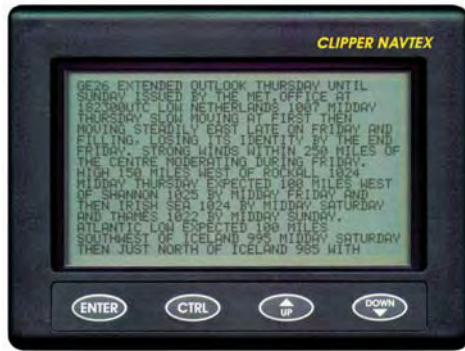 CLIPPER NAVTEX
GE26 EXTENDED OUTLOOK THURSDAY UNTIL
SUNDAY ISSUED BY THE MET OFFICE AT
182300UTC LOW NETHERLANDS 1007 MIDDAY
THURSDAY SLOW MOVING AT FIRST THEN
MOVING STEADILY EAST LATE ON FRIDAY AND
FILLING, LOSING ITS IDENTITY BY THE END
FRIDAY. STRONG WINDS WITHIN 250 MILES OF
THE CENTRE MODERATING DURING FRIDAY.
HIGH 150 MILES WEST OF ROCKALL 1024
MIDDAY THURSDAY EXPECTED 100 MILES WEST
OF SHANNON 1025 BY MIDDAY FRIDAY AND
THEN IRISH SEA 1024 BY MIDDAY SATURDAY
AND THAMES 1022 BY MIDDAY SUNDAY.
ATLANTIC LOW EXPECTED 100 MILES
SOUTHWEST OF ICELAND 995 MIDDAY SATURDAY
THEN JUST NORTH OF ICELAND 985 WITH
ENTER
CTRL
UP
DOWN